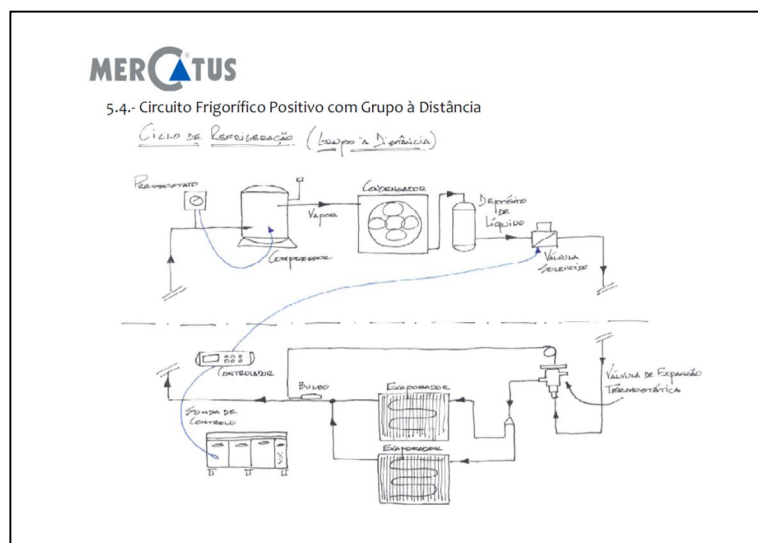 MERCATUS
5.4.- Circuito Frigorífico Positivo com Grupo à Distância
CICLO DE REFRIGERAÇÃO (GRUPO À DISTÂNCIA)
PRESSOSTATO
CONDENSADOR
VAPOR
DEPÓSITO
DE
LÍQUIDO
COMPRESSOR
VÁLVULA
SOLENOIDE
CONTROLADOR
BULBO
EVAPORADOR
VÁLVULA DE EXPANSÃO
TERMOSTÁTICA
SONDA DE
CONTROLO
EVAPORADOR